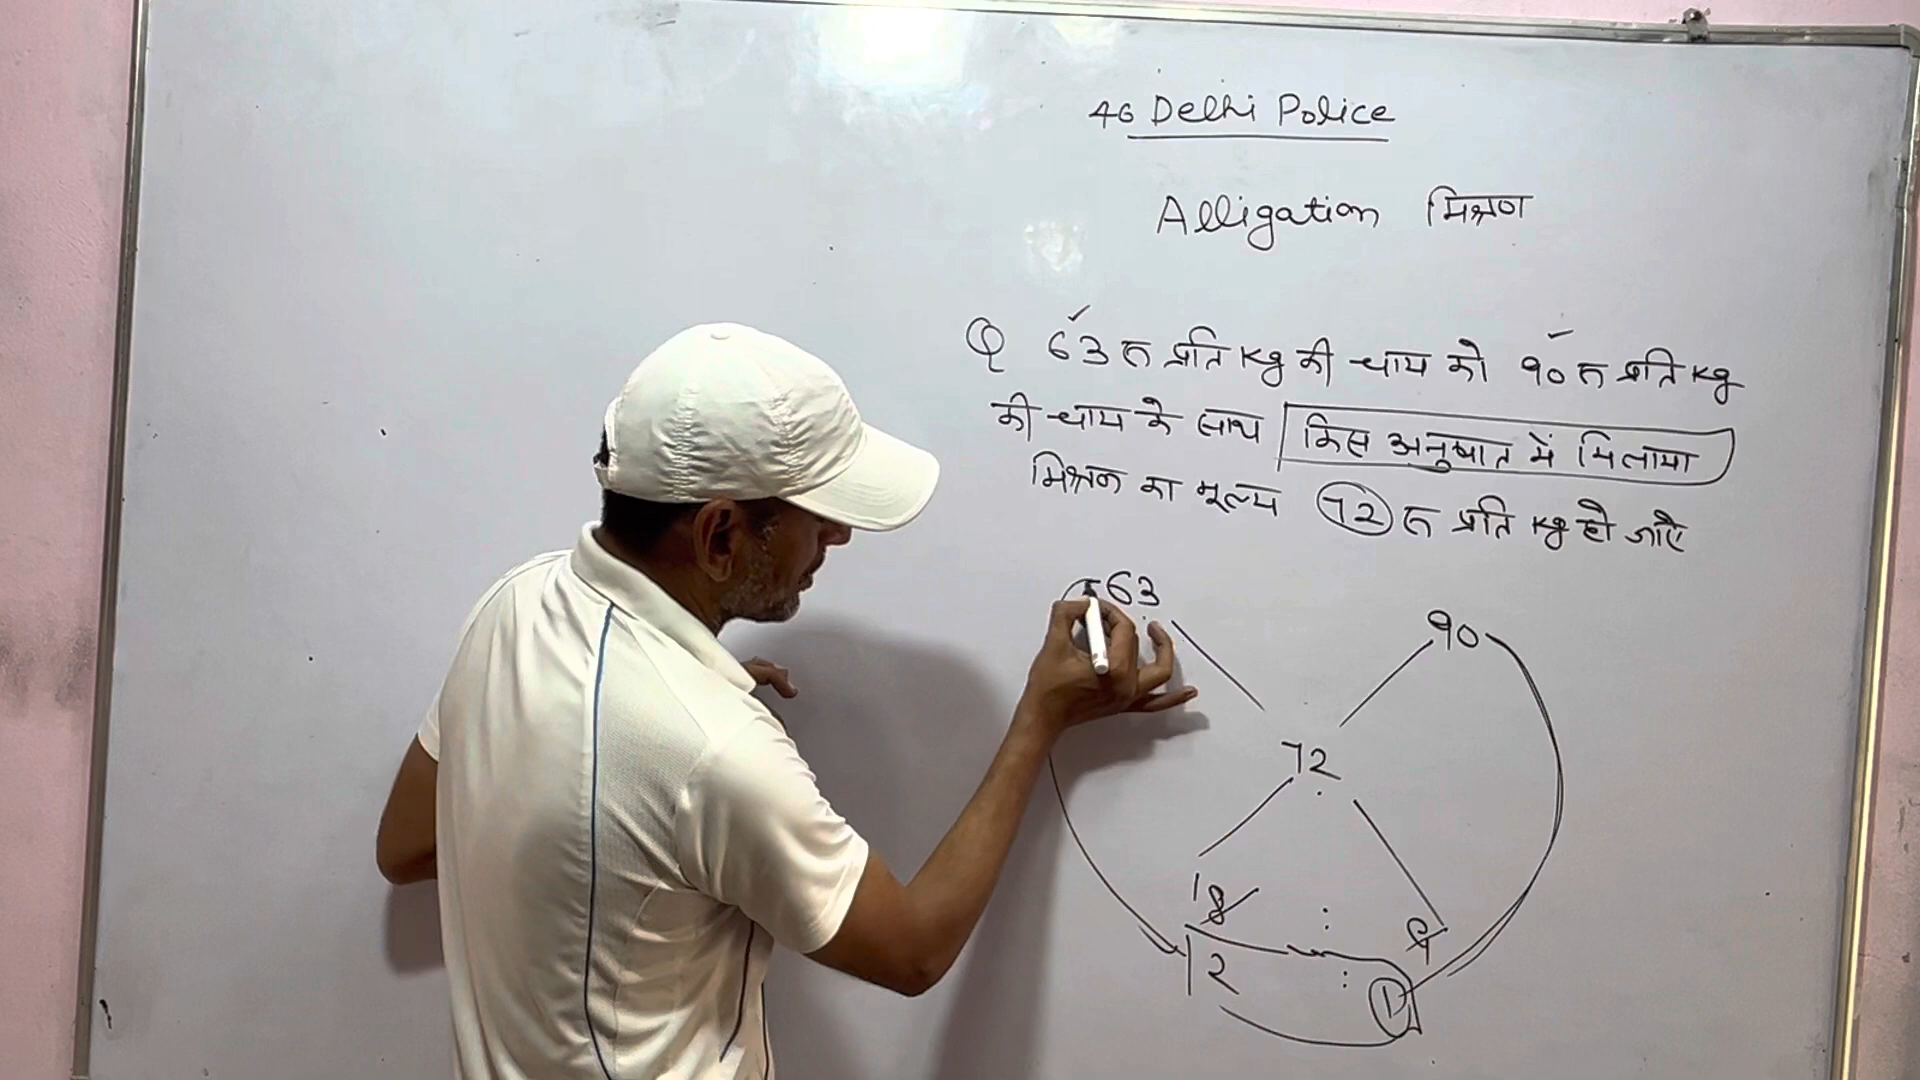 46 Delhi Police
Alligation मिश्रण
Q 63 रु प्रति kg की चाय को 90 रु प्रति kg
की चाय के साथ किस अनुपात में मिलाया
मिश्रण का मूल्य 72 रु प्रति kg हो जाऐ
63 90
72
18 : 9
2 : 1